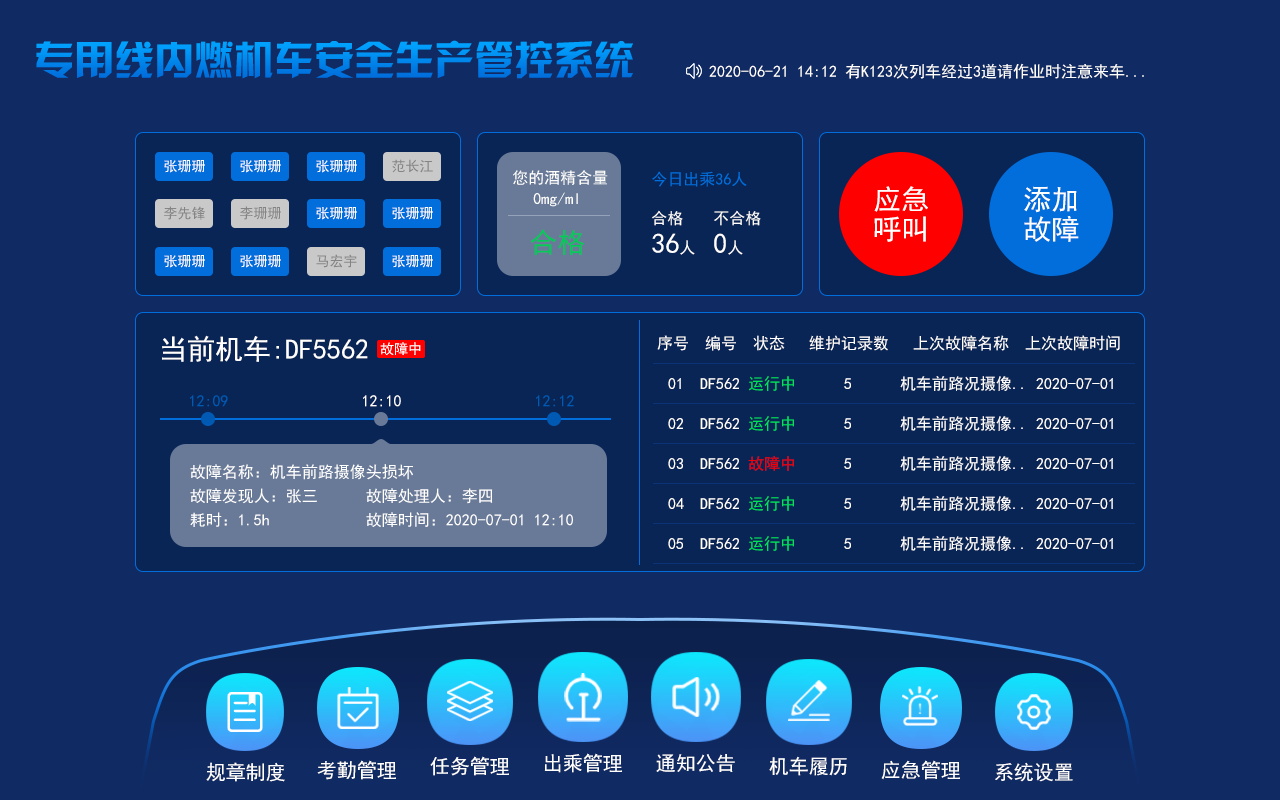 专用线内燃机车安全生产管控系统
2020-06-21 14:12 有K123次列车经过3道请作业时注意来车...
张珊珊 张珊珊 张珊珊 范长江
李先锋 李珊珊 张珊珊 张珊珊
张珊珊 张珊珊 马宏宇 张珊珊
您的酒精含量
0mg/ml
合格
今日出乘36人
合格 不合格
36人 0人
应急
呼叫
添加
故障
当前机车:DF5562 故障中
12:09 12:10 12:12
故障名称: 机车前路摄像头损坏
故障发现人: 张三 故障处理人: 李四
耗时: 1.5h 故障时间: 2020-07-01 12:10
序号 编号 状态 维护记录数 上次故障名称 上次故障时间
01 DF562 运行中 5 机车前路况摄像.. 2020-07-01
02 DF562 运行中 5 机车前路况摄像.. 2020-07-01
03 DF562 故障中 5 机车前路况摄像.. 2020-07-01
04 DF562 运行中 5 机车前路况摄像.. 2020-07-01
05 DF562 运行中 5 机车前路况摄像.. 2020-07-01
规章制度 考勤管理 任务管理 出乘管理 通知公告 机车履历 应急管理 系统设置